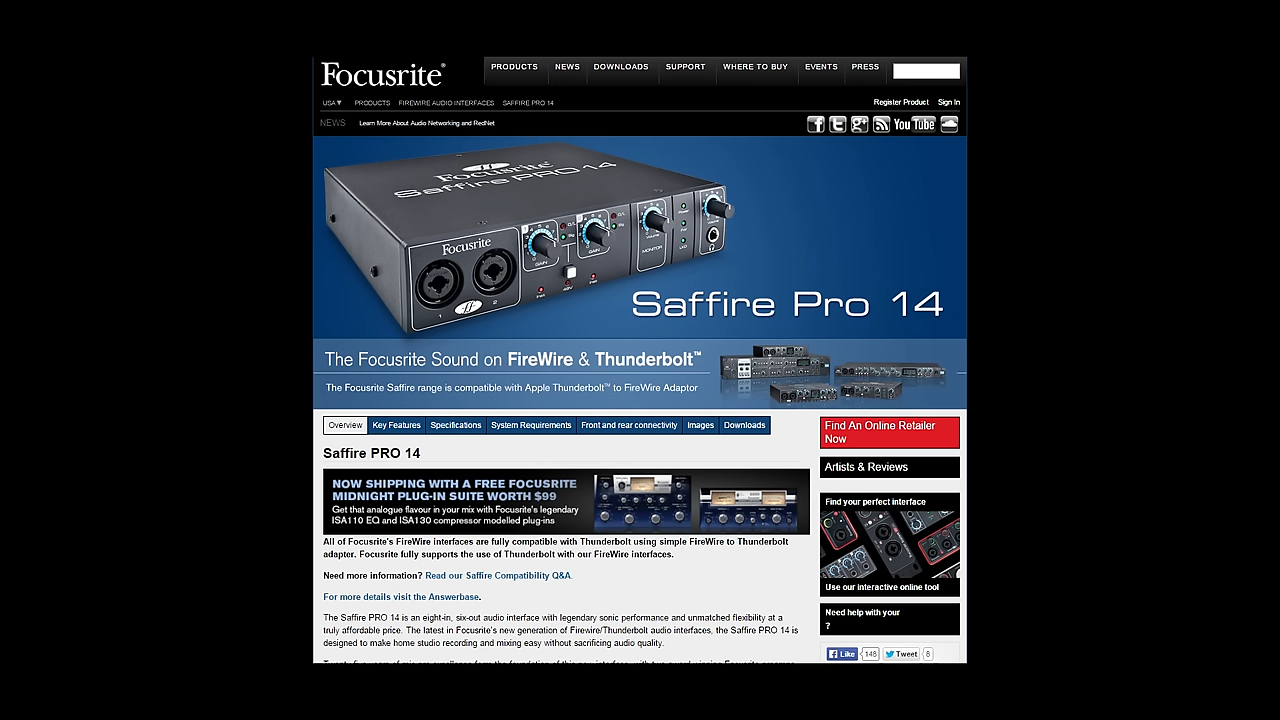 Focusrite®
PRODUCTS NEWS DOWNLOADS SUPPORT WHERE TO BUY EVENTS PRESS
USA▼ PRODUCTS FIREWIRE AUDIO INTERFACES SAFFIRE PRO 14
Register Product Sign In
NEWS Learn More About Audio Networking and RedNet
You Tube
Focusrite
Saffire PRO 14
Focusrite
GAIN GAIN MONITOR
1 2 48V
Saffire Pro 14
The Focusrite Sound on FireWire & Thunderbolt™
The Focusrite Saffire range is compatible with Apple Thunderbolt™ to FireWire Adaptor
Overview Key Features Specifications System Requirements Front and rear connectivity Images Downloads
Saffire PRO 14
NOW SHIPPING WITH A FREE FOCUSRITE
MIDNIGHT PLUG-IN SUITE WORTH $99
Get that analogue flavour in your mix with Focusrite's legendary
ISA110 EQ and ISA130 compressor modelled plug-ins
All of Focusrite's FireWire interfaces are fully compatible with Thunderbolt using simple FireWire to Thunderbolt
adapter. Focusrite fully supports the use of Thunderbolt with our FireWire interfaces.
Need more information? Read our Saffire Compatibility Q&A.
For more details visit the Answerbase.
The Saffire PRO 14 is an eight-in, six-out audio interface with legendary sonic performance and unmatched flexibility at a
truly affordable price. The latest in Focusrite's new generation of Firewire/Thunderbolt audio interfaces, the Saffire PRO 14 is
designed to make home studio recording and mixing easy without sacrificing audio quality.
Find An Online Retailer
Now
Artists & Reviews
Find your perfect interface
Use our interactive online tool
Need help with your
?
Like 148 Tweet 8